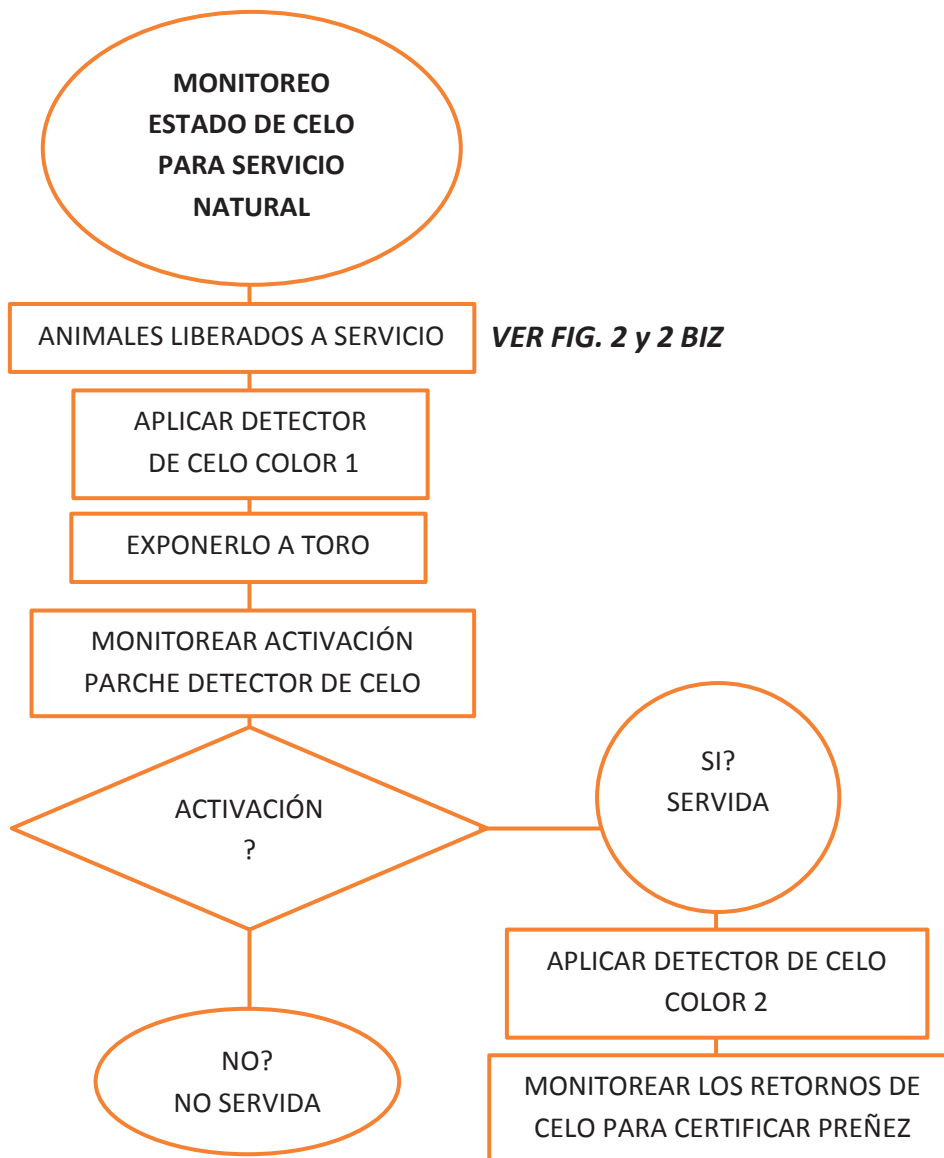 MONITOREO
ESTADO DE CELO
PARA SERVICIO
NATURAL
ANIMALES LIBERADOS A SERVICIO
VER FIG. 2 y 2 BIZ
APLICAR DETECTOR
DE CELO COLOR 1
EXPONERLO A TORO
MONITOREAR ACTIVACIÓN
PARCHE DETECTOR DE CELO
ACTIVACIÓN
?
SI?
SERVIDA
APLICAR DETECTOR DE CELO
COLOR 2
NO?
NO SERVIDA
MONITOREAR LOS RETORNOS DE
CELO PARA CERTIFICAR PREÑEZ